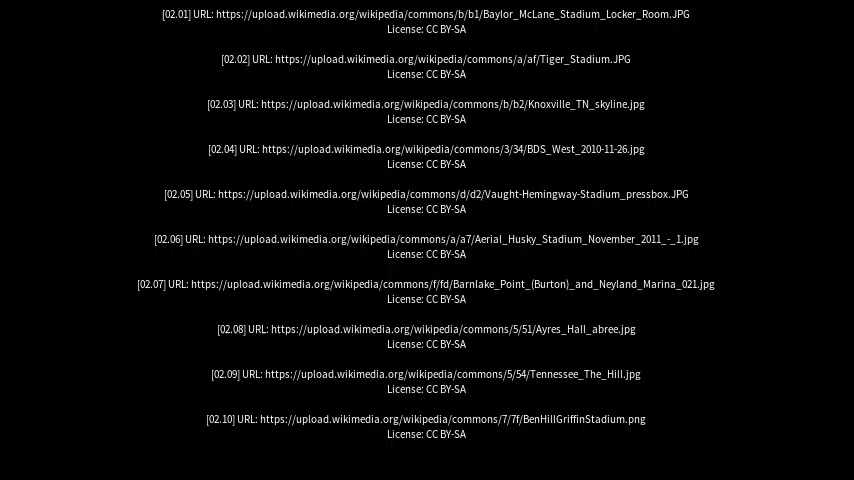 [02.01] URL: https://upload.wikimedia.org/wikipedia/commons/b/b1/Baylor_McLane_Stadium_Locker_Room.JPG
License: CC BY-SA
[02.02] URL: https://upload.wikimedia.org/wikipedia/commons/a/af/Tiger_Stadium.JPG
License: CC BY-SA
[02.03] URL: https://upload.wikimedia.org/wikipedia/commons/b/b2/Knoxville_TN_skyline.jpg
License: CC BY-SA
[02.04] URL: https://upload.wikimedia.org/wikipedia/commons/3/34/BDS_West_2010-11-26.jpg
License: CC BY-SA
[02.05] URL: https://upload.wikimedia.org/wikipedia/commons/d/d2/Vaught-Hemingway-Stadium_pressbox.JPG
License: CC BY-SA
[02.06] URL: https://upload.wikimedia.org/wikipedia/commons/a/a7/Aerial_Husky_Stadium_November_2011_-_1.jpg
License: CC BY-SA
[02.07] URL: https://upload.wikimedia.org/wikipedia/commons/f/fd/Barnlake_Point_(Burton)_and_Neyland_Marina_021.jpg
License: CC BY-SA
[02.08] URL: https://upload.wikimedia.org/wikipedia/commons/5/51/Ayres_Hall_abree.jpg
License: CC BY-SA
[02.09] URL: https://upload.wikimedia.org/wikipedia/commons/5/54/Tennessee_The_Hill.jpg
License: CC BY-SA
[02.10] URL: https://upload.wikimedia.org/wikipedia/commons/7/7f/BenHillGriffinStadium.png
License: CC BY-SA